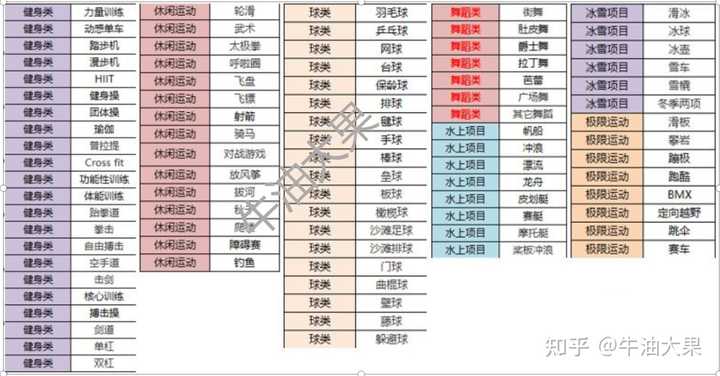 健身类 力量训练
健身类 动感单车
健身类 踏步机
健身类 漫步机
健身类 HIIT
健身类 健身操
健身类 团体操
健身类 瑜伽
健身类 普拉提
健身类 Cross fit
健身类 功能性训练
健身类 体能训练
健身类 跆拳道
健身类 拳击
健身类 自由搏击
健身类 空手道
健身类 击剑
健身类 核心训练
健身类 搏击操
健身类 剑道
健身类 单杠
健身类 双杠
休闲运动 轮滑
休闲运动 武术
休闲运动 太极拳
休闲运动 呼啦圈
休闲运动 飞盘
休闲运动 飞镖
休闲运动 射箭
休闲运动 骑马
休闲运动 对战游戏
休闲运动 放风筝
休闲运动 拔河
休闲运动
休闲运动
休闲运动 障碍赛
休闲运动 钓鱼
球类 羽毛球
球类 乒乓球
球类 网球
球类 台球
球类 保龄球
球类 排球
球类 毽球
球类 手球
球类 棒球
球类 垒球
球类 板球
球类 橄榄球
球类 沙滩足球
球类 沙滩排球
球类 门球
球类 曲棍球
球类 壁球
球类 藤球
球类 躲避球
舞蹈类 街舞
舞蹈类 肚皮舞
舞蹈类 爵士舞
舞蹈类 拉丁舞
舞蹈类 芭蕾
舞蹈类 广场舞
舞蹈类 其它舞蹈
水上项目 帆船
水上项目 冲浪
水上项目 漂流
水上项目 龙舟
水上项目 皮划艇
水上项目 赛艇
水上项目 摩托艇
水上项目 桨板冲浪
冰雪项目 滑冰
冰雪项目 冰球
冰雪项目 冰壶
冰雪项目 雪车
冰雪项目 雪橇
冰雪项目 冬季两项
极限运动 滑板
极限运动 攀岩
极限运动 蹦极
极限运动 跑酷
极限运动 BMX
极限运动 定向越野
极限运动 跳伞
极限运动 赛车
牛油大果
知乎 @牛油大果